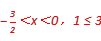 -3/2<x<0，1 ≤ 3